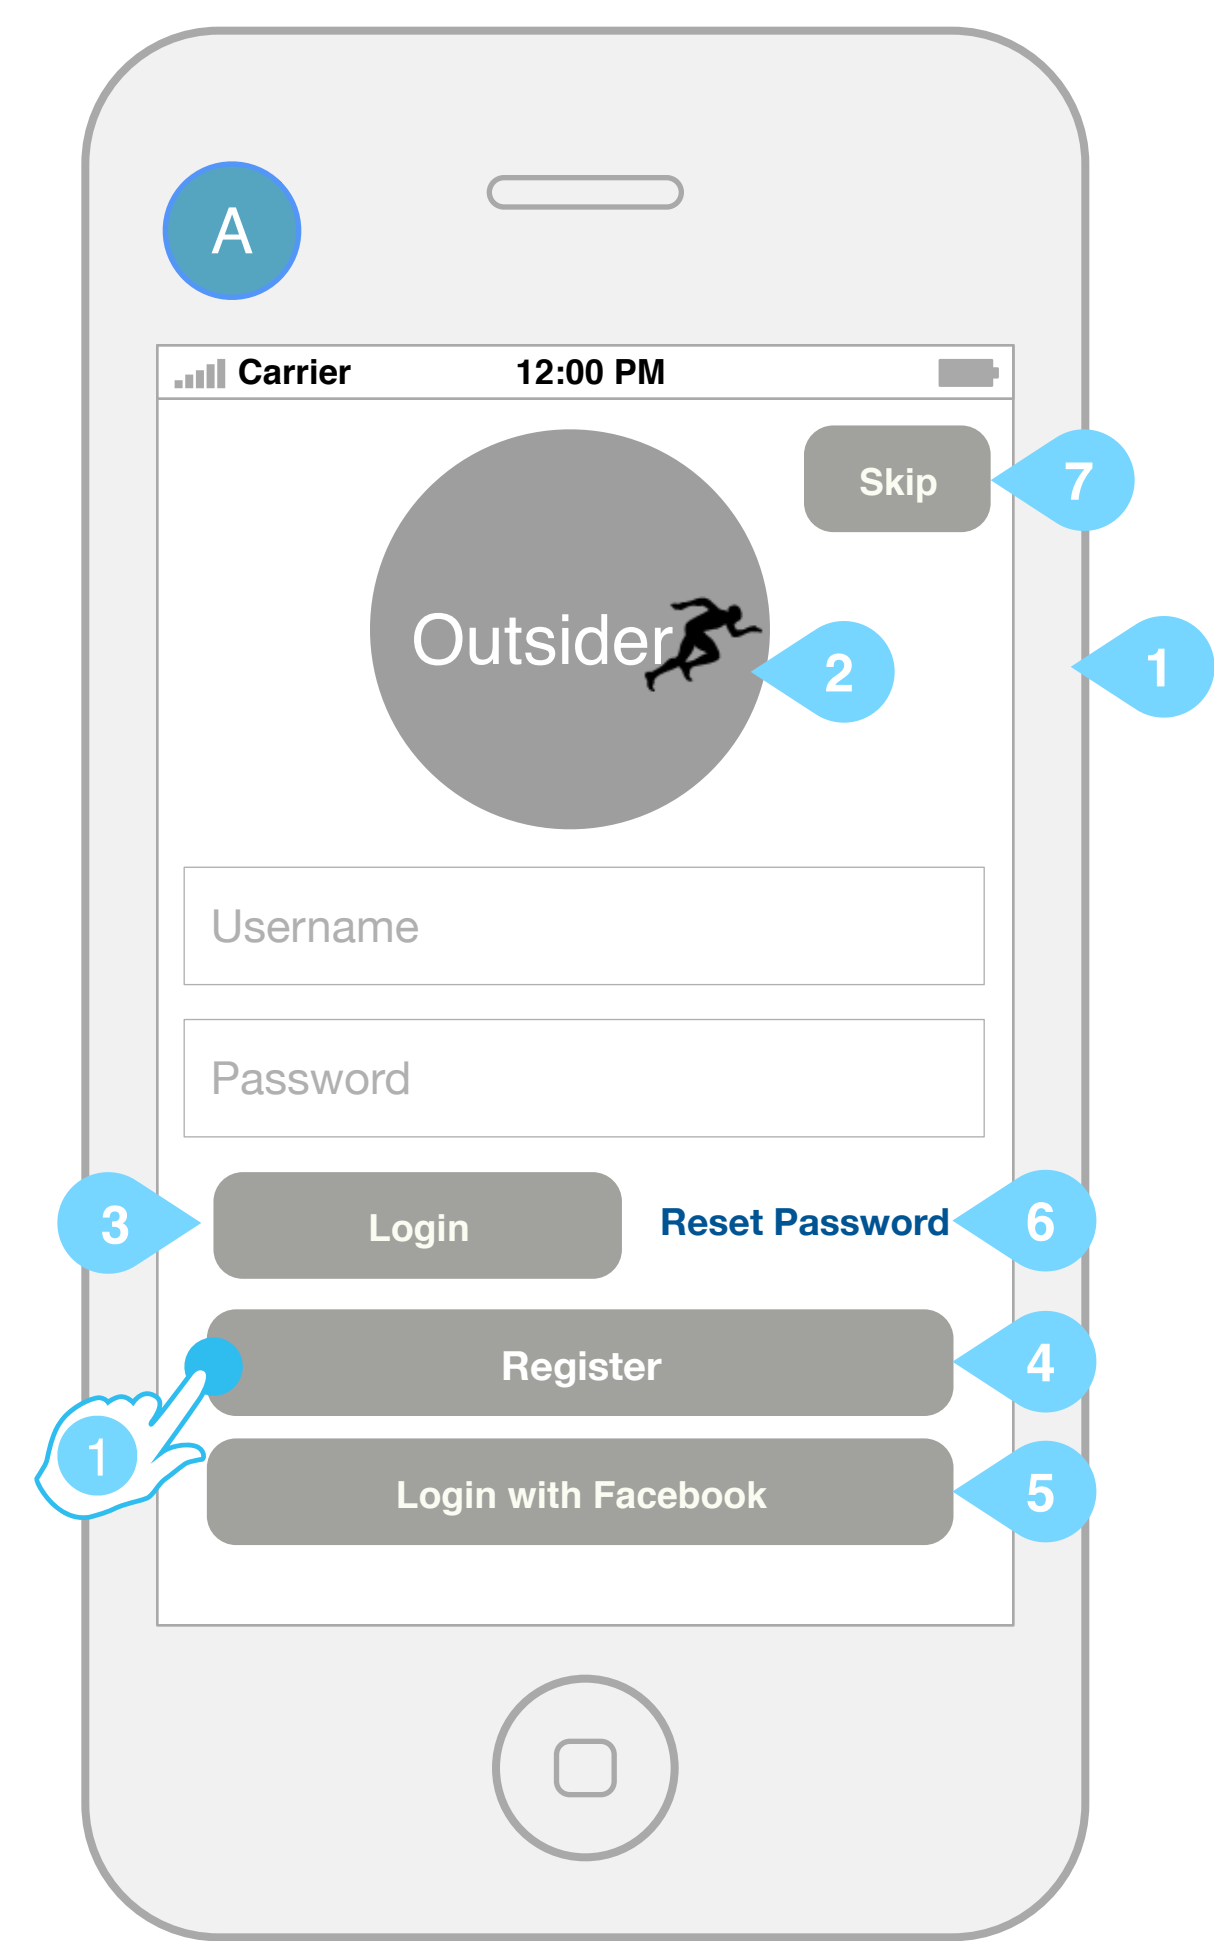 A
Carrier 12:00 PM
Skip 7
Outsider
2
1
Username
Password
3 Login Reset Password 6
Register 4
1
Login with Facebook 5